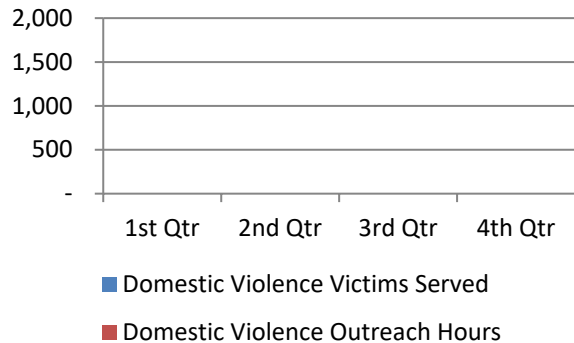 2,000
1,500
1,000
500
-
1st Qtr 2nd Qtr 3rd Qtr 4th Qtr
Domestic Violence Victims Served
Domestic Violence Outreach Hours